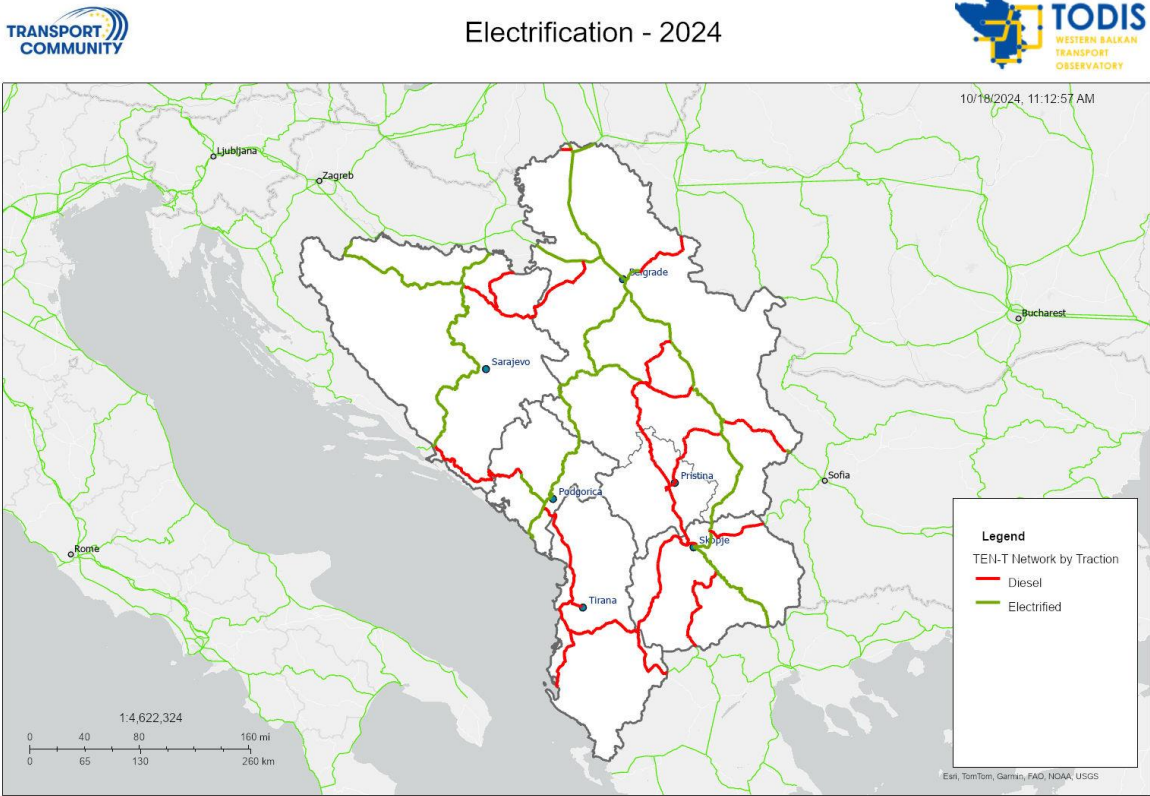 TRANSPORT
COMMUNITY
Electrification - 2024
TODIS
WESTERN BALKAN
TRANSPORT
OBSERVATORY
10/18/2024, 11:12:57 AM
Ljubljana
Zagreb
Belgrade
Bucharest
Sarajevo
Pristina
Sofia
Podgorica
Skopje
Rome
Tirana
Legend
TEN-T Network by Traction
Diesel
Electrified
1:4,622,324
0 40 80 160 mi
0 65 130 260 km
Esri, TomTom, Garmin, FAO, NOAA, USGS